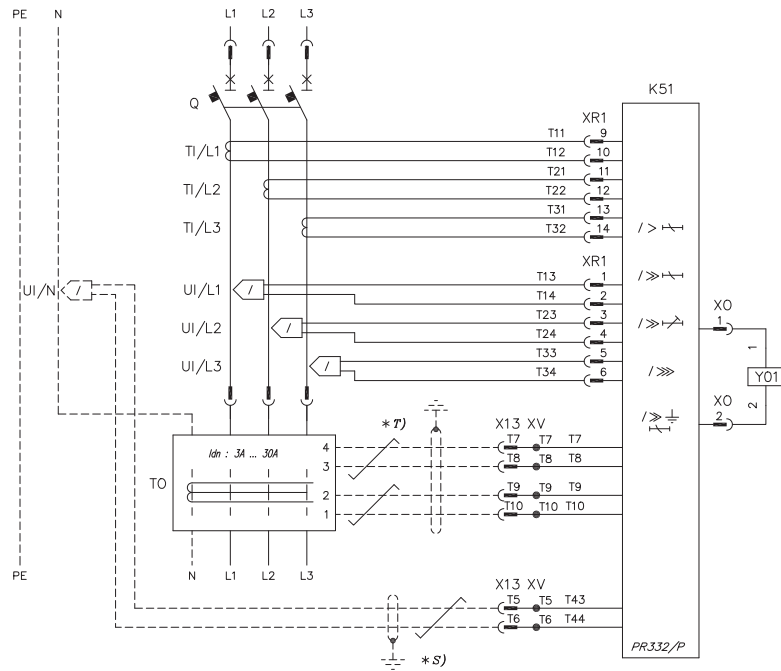 PE N L1 L2 L3
K51
Q
XR1
T11 9
TI/L1
T12 10
T21 11
TI/L2
T22 12
T31 13
TI/L3
T32 14
/ >
XR1
UI/N / UI/L1 / T13 1
/ ≫
T14 2
UI/L2 / T23 3
/ ≫
XO
1
T24 4
UI/L3 / T33 5
1
T34 6
/ ⋙
Y01
2
XO
2
/ ≫
*T)
X13 XV
Idn : 3A ... 30A
4 T7 T7 T7
3 T8 T8 T8
TO
2 T9 T9 T9
1 T10 T10 T10
PE N L1 L2 L3
X13 XV
T5 T5 T43
T6 T6 T44
*S)
PR332/P